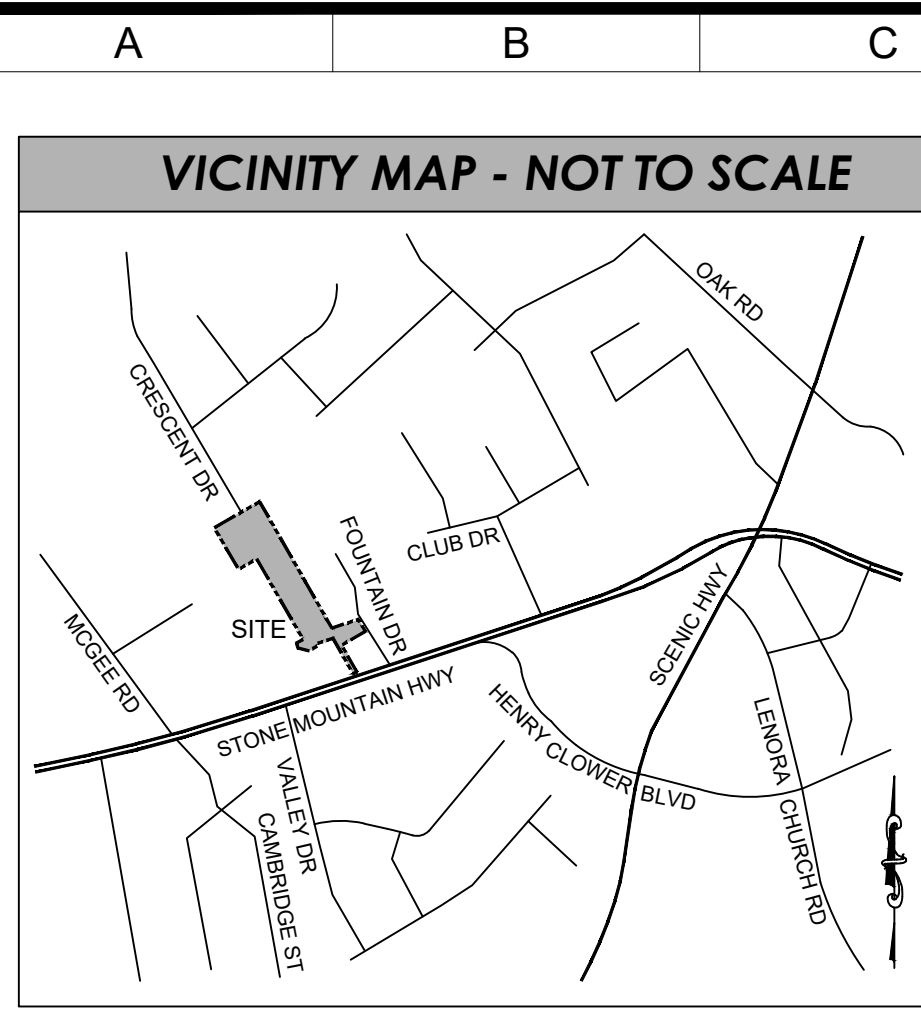 A
B
C
VICINITY MAP - NOT TO SCALE
OAK RD
CRESCENT DR
FOUNTAIN DR
CLUB DR
MCGEE RD
SITE
SCENIC HWY
STONE MOUNTAIN HWY
HENRY CLOWER BLVD
LENORA CHURCH RD
VALLEY DR
CAMBRIDGE ST